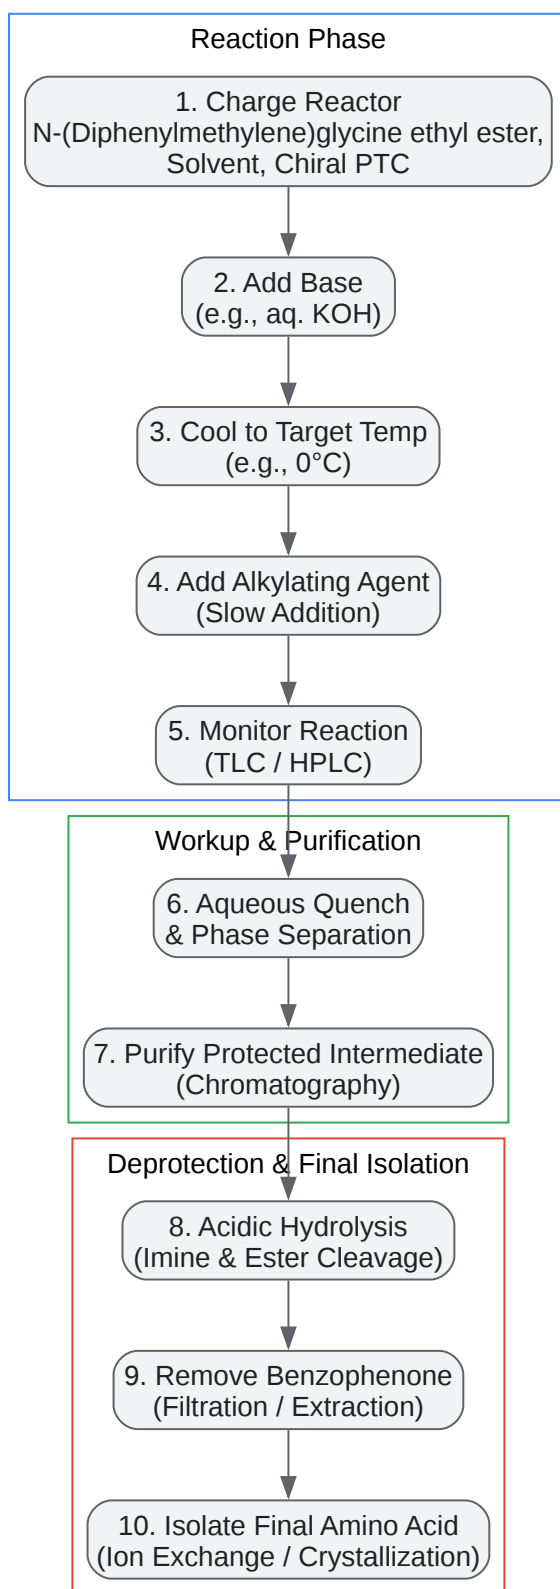 Reaction Phase
1. Charge Reactor
N-(Diphenylmethylene)glycine ethyl ester,
Solvent, Chiral PTC
2. Add Base
(e.g., aq. KOH)
3. Cool to Target Temp
(e.g., 0°C)
4. Add Alkylating Agent
(Slow Addition)
5. Monitor Reaction
(TLC / HPLC)
Workup & Purification
6. Aqueous Quench
& Phase Separation
7. Purify Protected Intermediate
(Chromatography)
Deprotection & Final Isolation
8. Acidic Hydrolysis
(Imine & Ester Cleavage)
9. Remove Benzophenone
(Filtration / Extraction)
10. Isolate Final Amino Acid
(Ion Exchange / Crystallization)